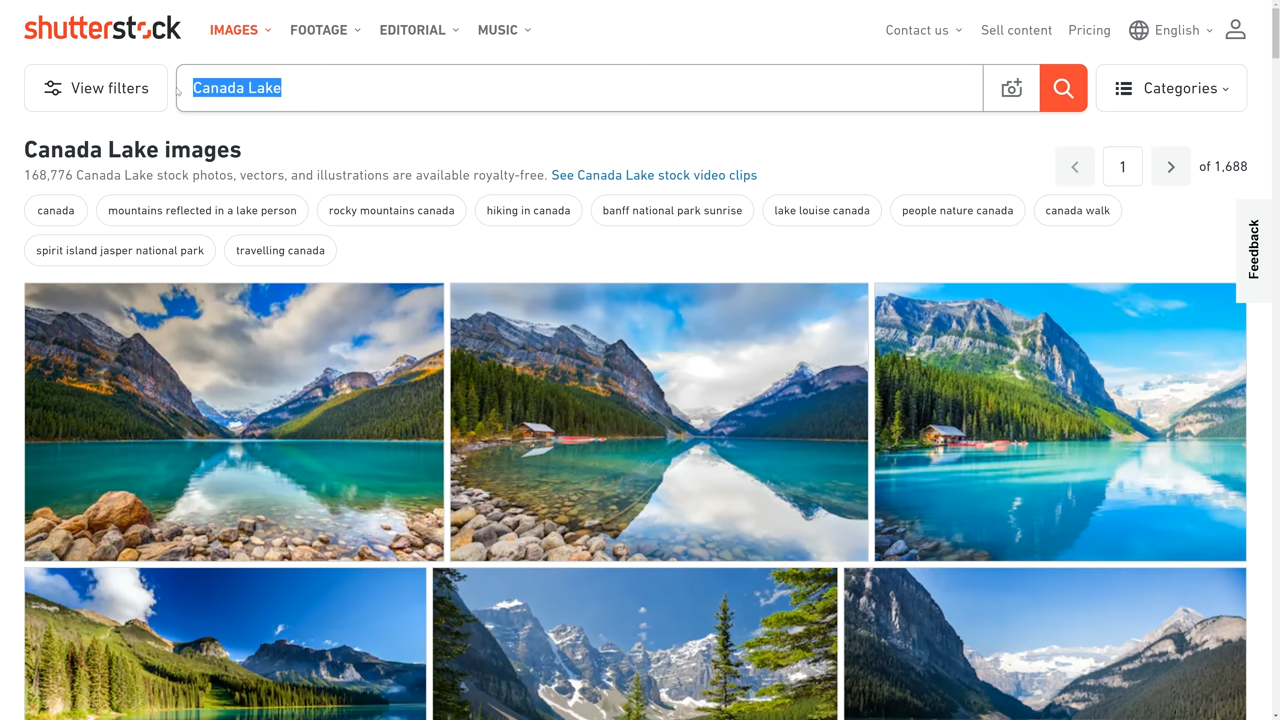 shutterstock
IMAGES FOOTAGE EDITORIAL MUSIC
Contact us Sell content Pricing English
View filters
Canada Lake
Categories
Canada Lake images
168,776 Canada Lake stock photos, vectors, and illustrations are available royalty-free. See Canada Lake stock video clips
1 of 1,688
canada
mountains reflected in a lake person
rocky mountains canada
hiking in canada
banff national park sunrise
lake louise canada
people nature canada
canada walk
spirit island jasper national park
travelling canada
Feedback